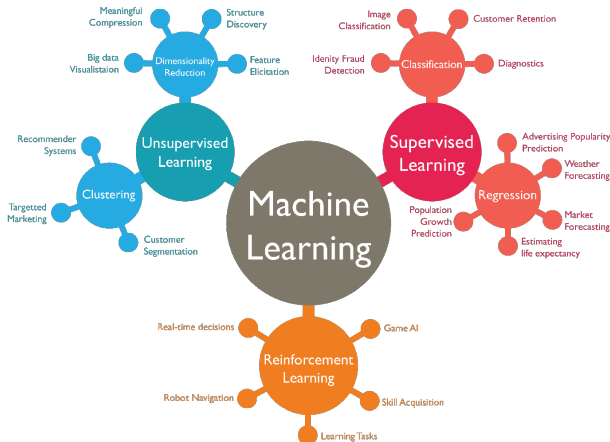 Meaningful
Compression
Structure
Discovery
Big data
Visualistaion
Dimensionality
Reduction
Feature
Elicitation
Unsupervised
Learning
Recommender
Systems
Clustering
Targetted
Marketing
Customer
Segmentation
Machine
Learning
Image
Classification
Customer Retention
Idenity Fraud
Detection
Classification
Diagnostics
Supervised
Learning
Advertising Popularity
Prediction
Weather
Forecasting
Regression
Population
Growth
Prediction
Market
Forecasting
Estimating
life expectancy
Real-time decisions
Game AI
Reinforcement
Learning
Robot Navigation
Skill Acquisition
Learning Tasks